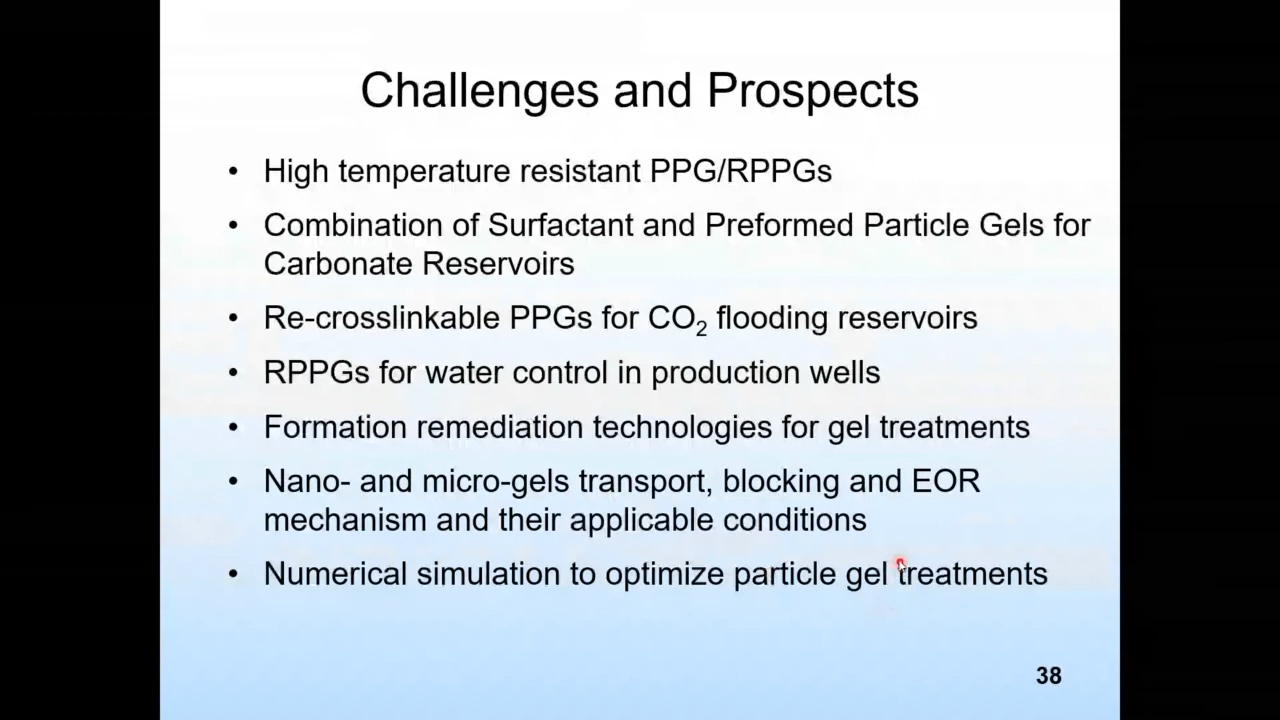 Challenges and Prospects
• High temperature resistant PPG/RPPGs
• Combination of Surfactant and Preformed Particle Gels for
Carbonate Reservoirs
• Re-crosslinkable PPGs for CO₂ flooding reservoirs
• RPPGs for water control in production wells
• Formation remediation technologies for gel treatments
• Nano- and micro-gels transport, blocking and EOR
mechanism and their applicable conditions
• Numerical simulation to optimize particle gel treatments
38